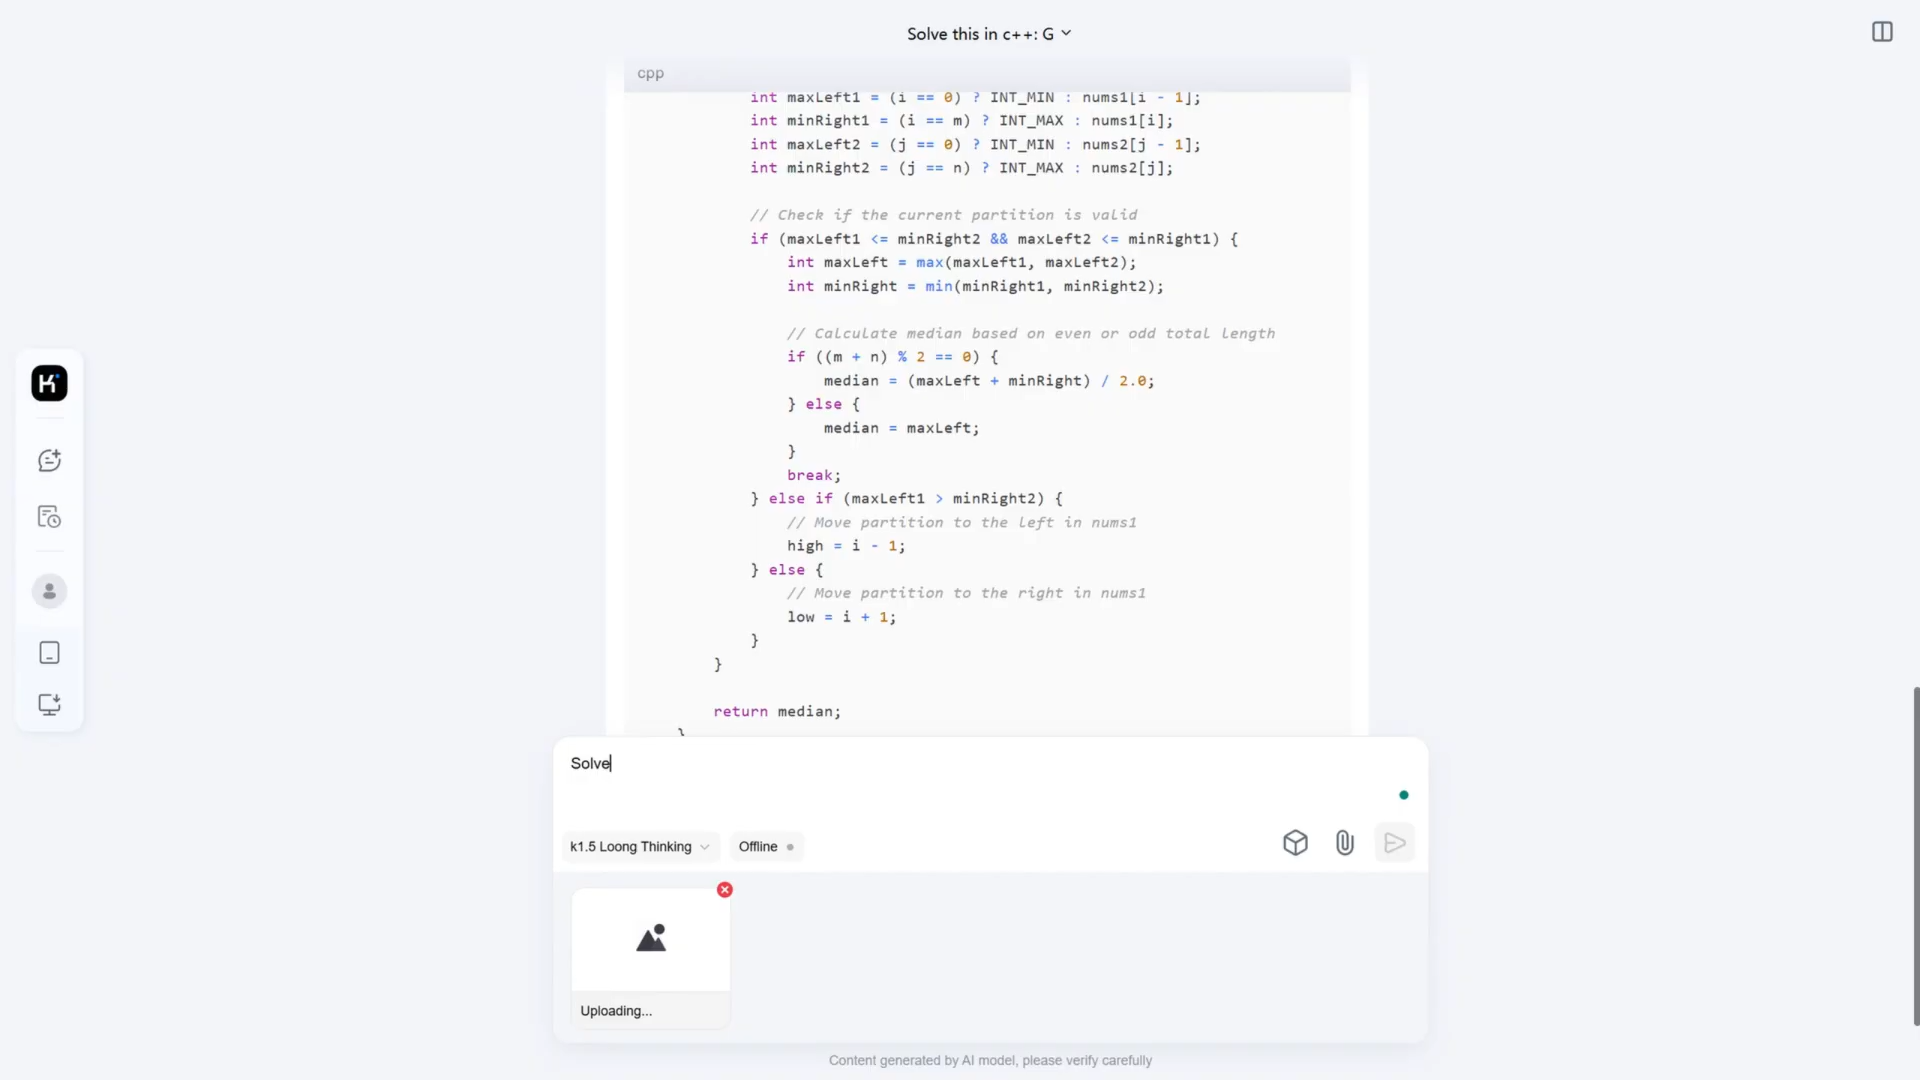 Solve this in c++: G
cpp
int maxLeft1 = (i == 0) ? INT_MIN : nums1[i - 1];
int minRight1 = (i == m) ? INT_MAX : nums1[i];
int maxLeft2 = (j == 0) ? INT_MIN : nums2[j - 1];
int minRight2 = (j == n) ? INT_MAX : nums2[j];
// Check if the current partition is valid
if (maxLeft1 <= minRight2 && maxLeft2 <= minRight1) {
int maxLeft = max(maxLeft1, maxLeft2);
int minRight = min(minRight1, minRight2);
// Calculate median based on even or odd total length
if ((m + n) % 2 == 0) {
median = (maxLeft + minRight) / 2.0;
} else {
median = maxLeft;
}
break;
} else if (maxLeft1 > minRight2) {
// Move partition to the left in nums1
high = i - 1;
} else {
// Move partition to the right in nums1
low = i + 1;
}
}
return median;
}
Solve
k1.5 Loong Thinking
Offline
Uploading...
Content generated by AI model, please verify carefully